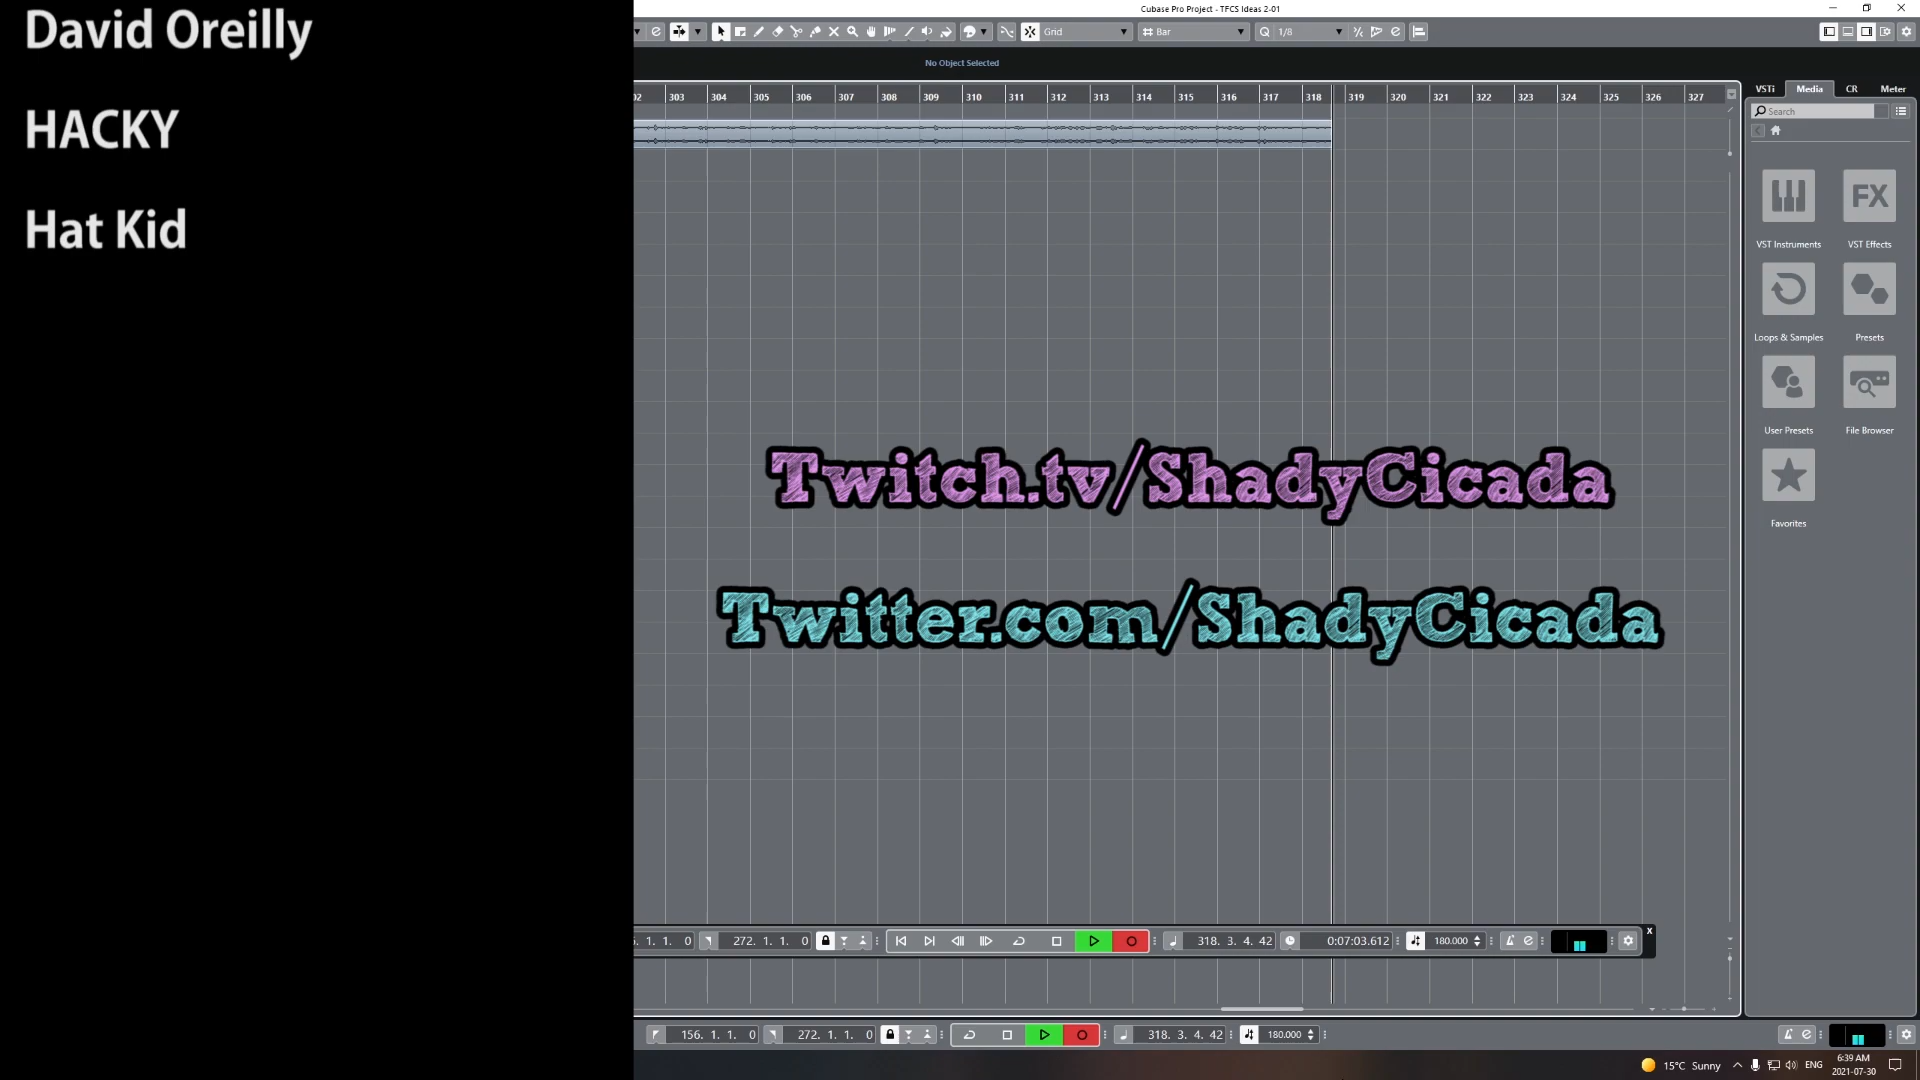 David Oreilly
HACKY
Hat Kid
Cubase Pro Project - TFCS Ideas 2-01
Grid
Bar
Q 1/8
No Object Selected
303 304 305 306 307 308 309 310 311 312 313 314 315 316 317 318 319 320 321 322 323 324 325 326 327
VSTi Media CR Meter
Search
FX
VST Instruments VST Effects
Loops & Samples Presets
User Presets File Browser
Favorites
Twitch.tv/ShadyCicada
Twitter.com/ShadyCicada
1. 1. 0 272. 1. 1. 0 318. 3. 4. 42 0:07:03.612 180.000
x
156. 1. 1. 0 272. 1. 1. 0 318. 3. 4. 42 180.000
15°C Sunny ENG 6:39 AM
2021-07-30